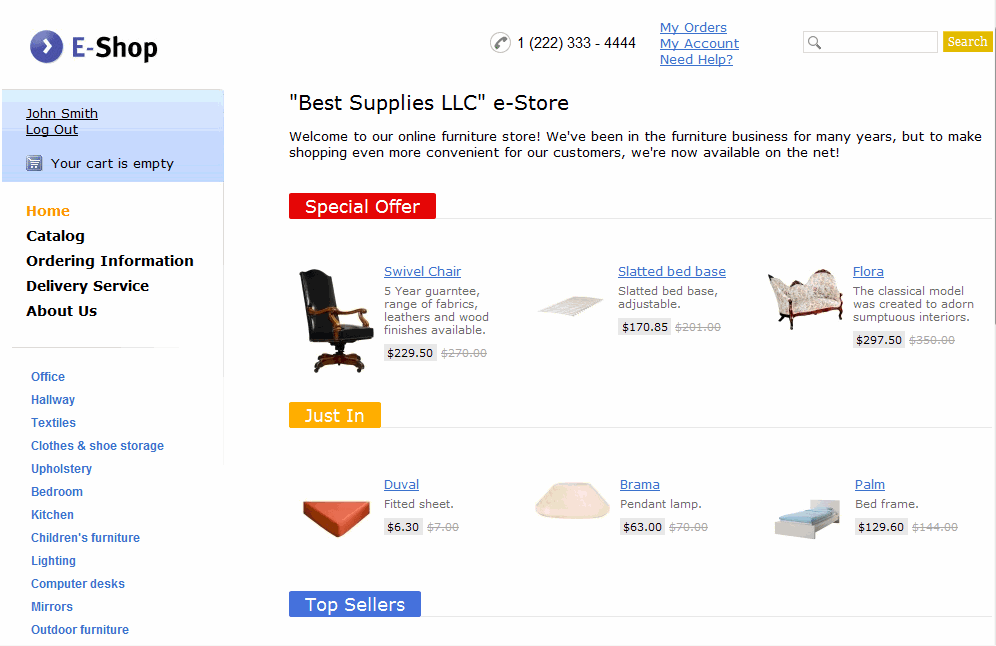 E-Shop
1 (222) 333 - 4444
My Orders
My Account
Need Help?
Search
John Smith
Log Out
Your cart is empty
Home
Catalog
Ordering Information
Delivery Service
About Us
Office
Hallway
Textiles
Clothes & shoe storage
Upholstery
Bedroom
Kitchen
Children's furniture
Lighting
Computer desks
Mirrors
Outdoor furniture
"Best Supplies LLC" e-Store
Welcome to our online furniture store! We've been in the furniture business for many years, but to make
shopping even more convenient for our customers, we're now available on the net!
Special Offer
Swivel Chair
5 Year guarntee,
range of fabrics,
leathers and wood
finishes available.
$229.50 $270.00
Slatted bed base
Slatted bed base,
adjustable.
$170.85 $201.00
Flora
The classical model
was created to adorn
sumptuous interiors.
$297.50 $350.00
Just In
Duval
Fitted sheet.
$6.30 $7.00
Brama
Pendant lamp.
$63.00 $70.00
Palm
Bed frame.
$129.60 $144.00
Top Sellers